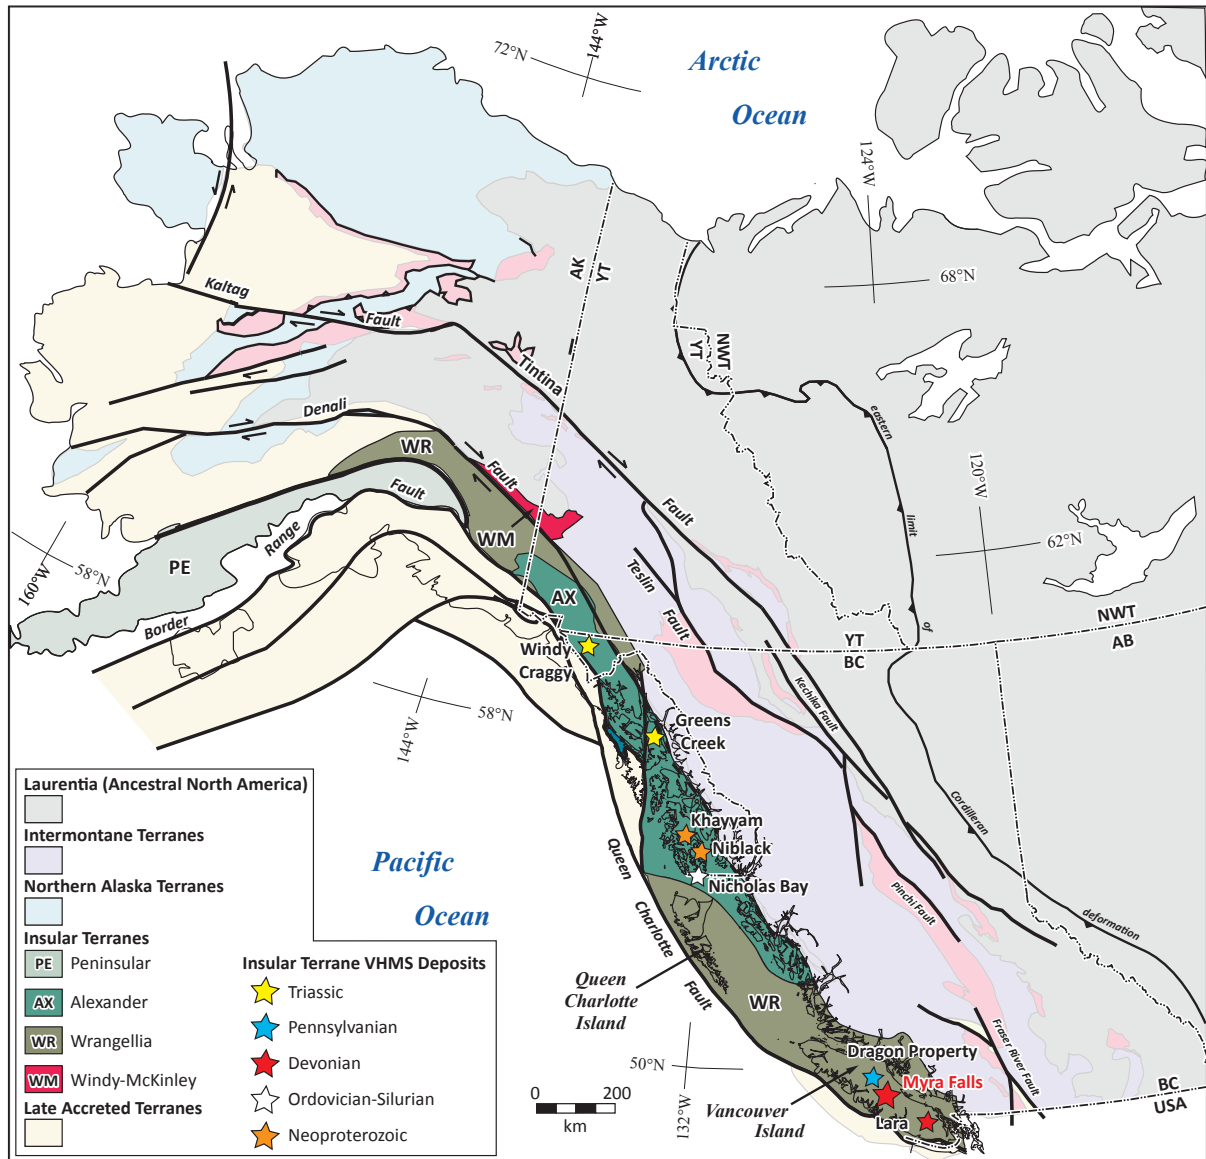 72°N
144°W
Arctic
Ocean
124°W
68°N
AK
YT
Kaltag
Fault
Tintina
NWT
YT
Denali
eastern
WR
Fault
Fault
Fault
120°W
limit
62°N
Range
WM
160°W
58°N
PE
Teslin
Fault
AX
Border
of
NWT
AB
YT
BC
Windy
Craggy
Kechika Fault
58°N
144°W
Greens
Creek
Cordilleran
Khayyam
Niblack
Nicholas Bay
Pacific
Ocean
Queen
Charlotte
Fault
Pinchi Fault
deformation
Queen
Charlotte
Island
WR
Fraser River Fault
50°N
132°W
Dragon Property
Myra Falls
Vancouver
Island
Lara
BC
USA
0 200
km
Laurentia (Ancestral North America)
Intermontane Terranes
Northern Alaska Terranes
Insular Terranes
PE Peninsular
AX Alexander
WR Wrangellia
WM Windy-McKinley
Late Accreted Terranes
Insular Terrane VHMS Deposits
Triassic
Pennsylvanian
Devonian
Ordovician-Silurian
Neoproterozoic